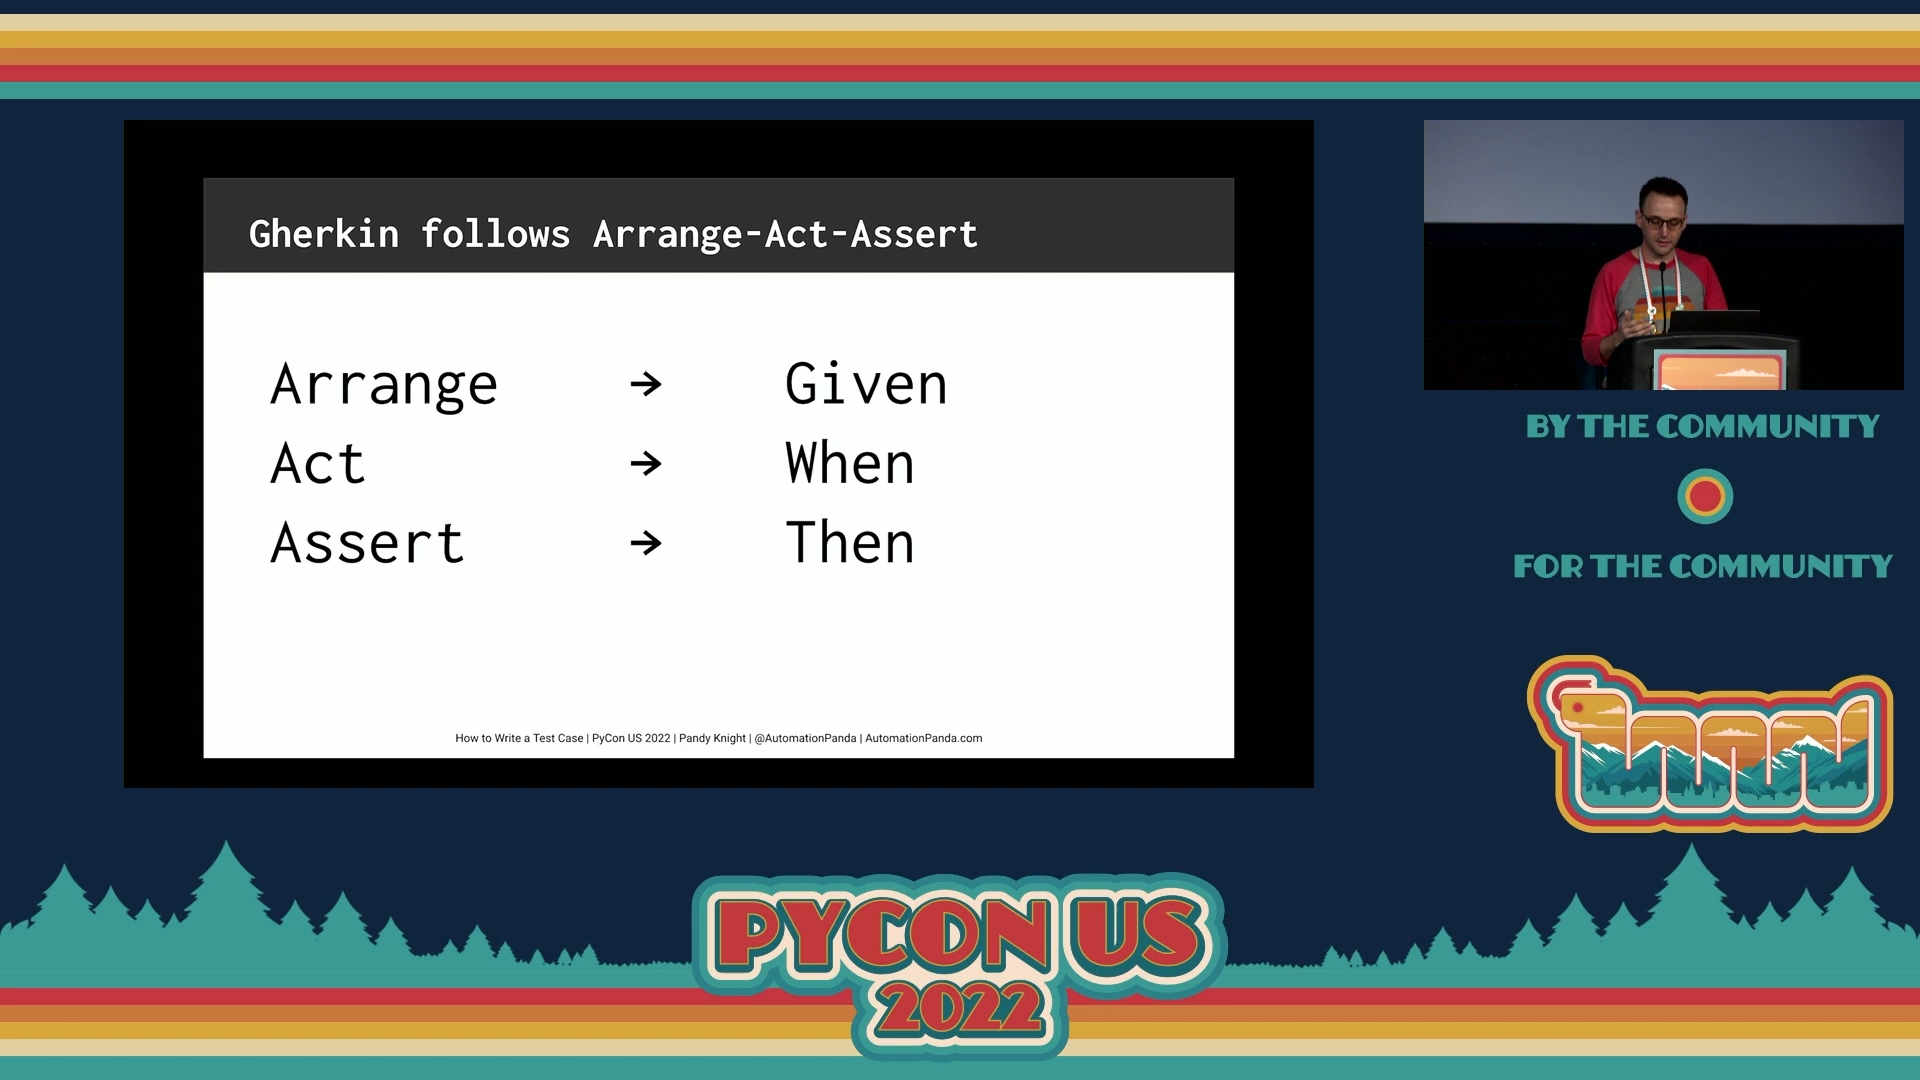 Gherkin follows Arrange-Act-Assert
Arrange → Given
Act → When
Assert → Then
How to Write a Test Case | PyCon US 2022 | Pandy Knight | @AutomationPanda | AutomationPanda.com
BY THE COMMUNITY
FOR THE COMMUNITY
PYCON US
2022